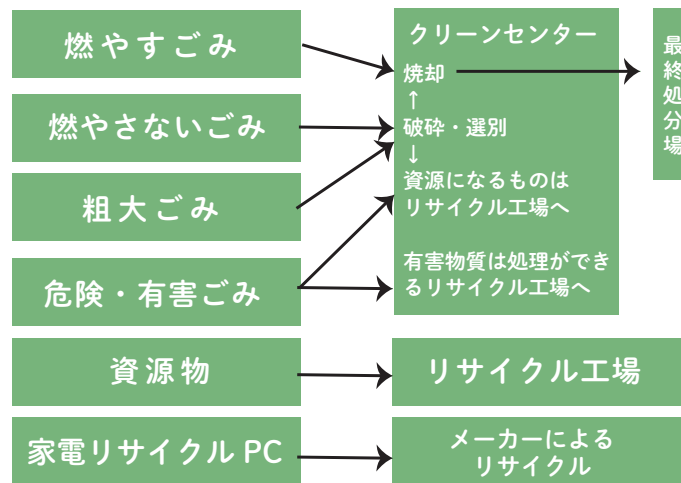 燃やすごみ
燃やさないごみ
粗大ごみ
危険・有害ごみ
資源物
家電リサイクル PC
クリーンセンター
焼却
↑
破砕・選別
↓
資源になるものは
リサイクル工場へ
有害物質は処理ができ
るリサイクル工場へ
最終処分場
リサイクル工場
メーカーによる
リサイクル